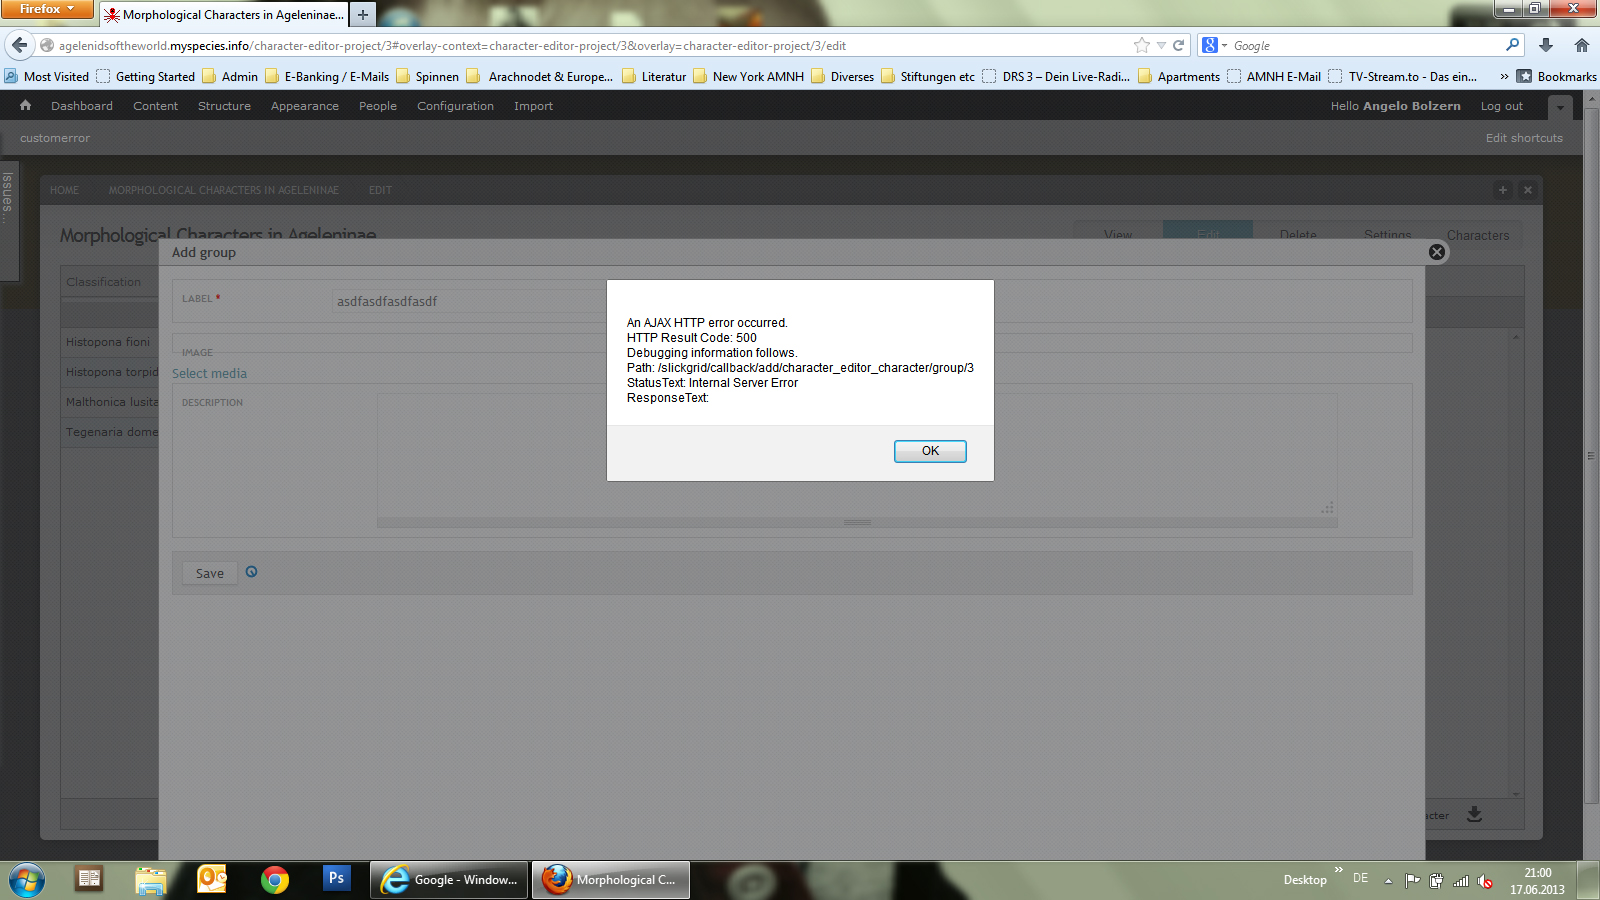 Firefox
Morphological Characters in Ageleninae...
agelenidsoftheworld.myspecies.info/character-editor-project/3#overlay-context=character-editor-project/3&overlay=character-editor-project/3/edit
Google
Most Visited Getting Started Admin E-Banking / E-Mails Spinnen Arachnodet & Europe... Literatur New York AMNH Diverses Stiftungen etc DRS 3 – Dein Live-Radi... Apartments AMNH E-Mail TV-Stream.to - Das ein... » Bookmarks
Dashboard Content Structure Appearance People Configuration Import Hello Angelo Bolzern Log out
customerror Edit shortcuts
Issues...
HOME MORPHOLOGICAL CHARACTERS IN AGELENINAE EDIT
Morphological Characters in Ageleninae
View Edit Delete Settings Characters
Add group
Classification
LABEL *
asdfasdfasdfasdf
Histopona fioni
IMAGE
Histopona torpid
Select media
Malthonica lusita
DESCRIPTION
Tegenaria dome
An AJAX HTTP error occurred.
HTTP Result Code: 500
Debugging information follows.
Path: /slickgrid/callback/add/character_editor_character/group/3
StatusText: Internal Server Error
ResponseText:
OK
Save
acter
Ps
Google - Window...
Morphological C...
Desktop » DE
21:00
17.06.2013